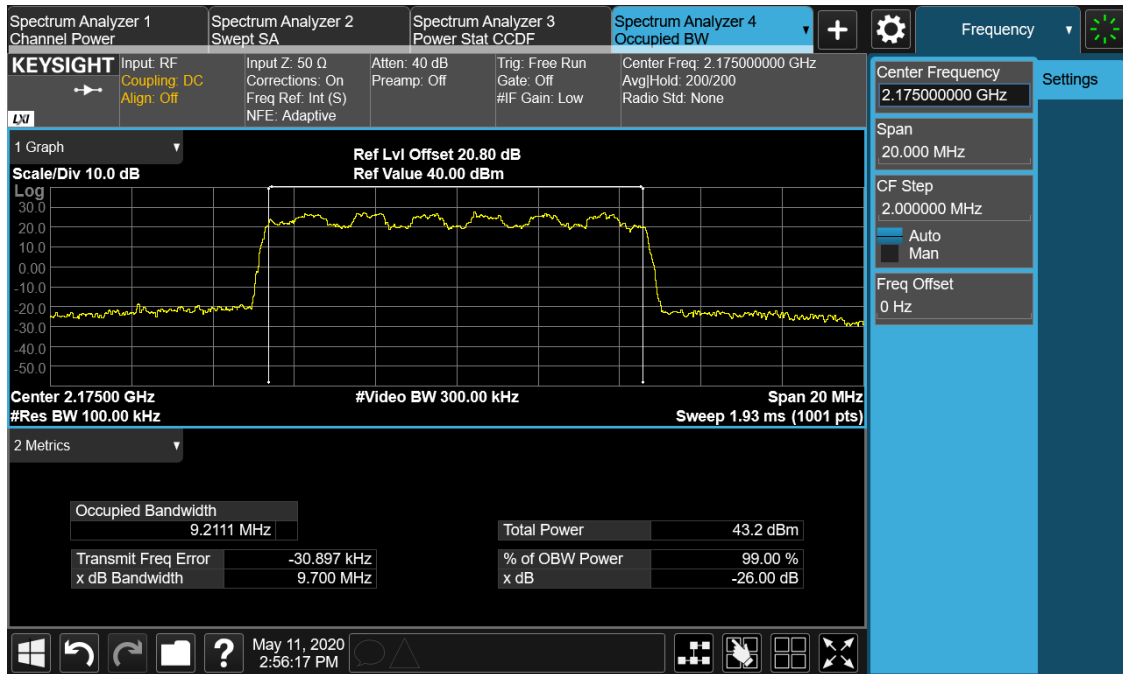 Spectrum Analyzer 1
Channel Power
Spectrum Analyzer 2
Swept SA
Spectrum Analyzer 3
Power Stat CCDF
Spectrum Analyzer 4
Occupied BW
Frequency
KEYSIGHT
LXI
Input: RF
Coupling: DC
Align: Off
Input Z: 50 Ω
Corrections: On
Freq Ref: Int (S)
NFE: Adaptive
Atten: 40 dB
Preamp: Off
Trig: Free Run
Gate: Off
#IF Gain: Low
Center Freq: 2.175000000 GHz
Avg|Hold: 200/200
Radio Std: None
Center Frequency
2.175000000 GHz
Settings
Span
20.000 MHz
CF Step
2.000000 MHz
Auto
Man
Freq Offset
0 Hz
1 Graph
Scale/Div 10.0 dB
Ref Lvl Offset 20.80 dB
Ref Value 40.00 dBm
Log
30.0
20.0
10.0
0.00
-10.0
-20.0
-30.0
-40.0
-50.0
Center 2.17500 GHz
#Res BW 100.00 kHz
#Video BW 300.00 kHz
Span 20 MHz
Sweep 1.93 ms (1001 pts)
2 Metrics
Occupied Bandwidth
9.2111 MHz
Total Power 43.2 dBm
Transmit Freq Error -30.897 kHz
x dB Bandwidth 9.700 MHz
% of OBW Power 99.00 %
x dB -26.00 dB
?
May 11, 2020
2:56:17 PM